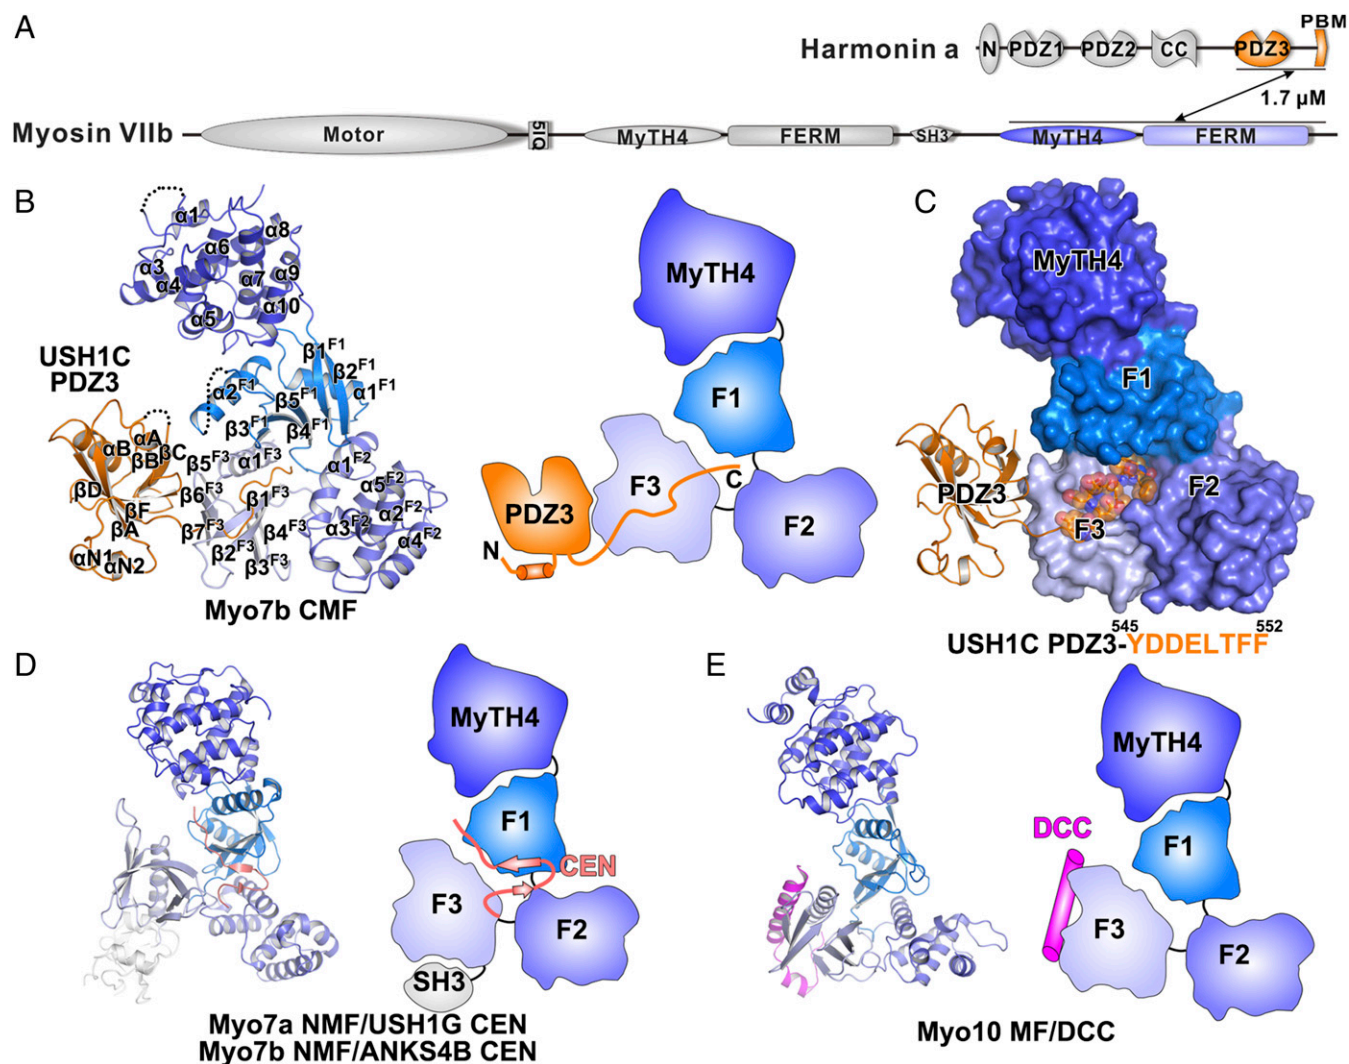 A
Harmonin a
N PDZ1 PDZ2 CC PDZ3 PBM
1.7 μM
Myosin VIIb
Motor 5IQ MyTH4 FERM SH3 MyTH4 FERM
B
α1 α8
α6
α3 α4 α7 α9
α5 α10
USH1C
PDZ3
β1F1
β2F1
α2F1 α1F1
β5F1
β3F1 β4F1
αB αA
βB βC
β5F3 α1F3 α1F2
βD β6F3 β1F3 α5F2
βF α2F2
βA β7F3 β4F3 α3F2 α4F2
β2F3
αN1 αN2 β3F3
Myo7b CMF
MyTH4
F1
F3 C
PDZ3
F2
N
C
MyTH4
F1
PDZ3 F3 F2
545 552
USH1C PDZ3-YDDELTFF
D
MyTH4
F1
CEN
F3
F2
SH3
Myo7a NMF/USH1G CEN
Myo7b NMF/ANKS4B CEN
E
MyTH4
DCC
F1
F3
F2
Myo10 MF/DCC